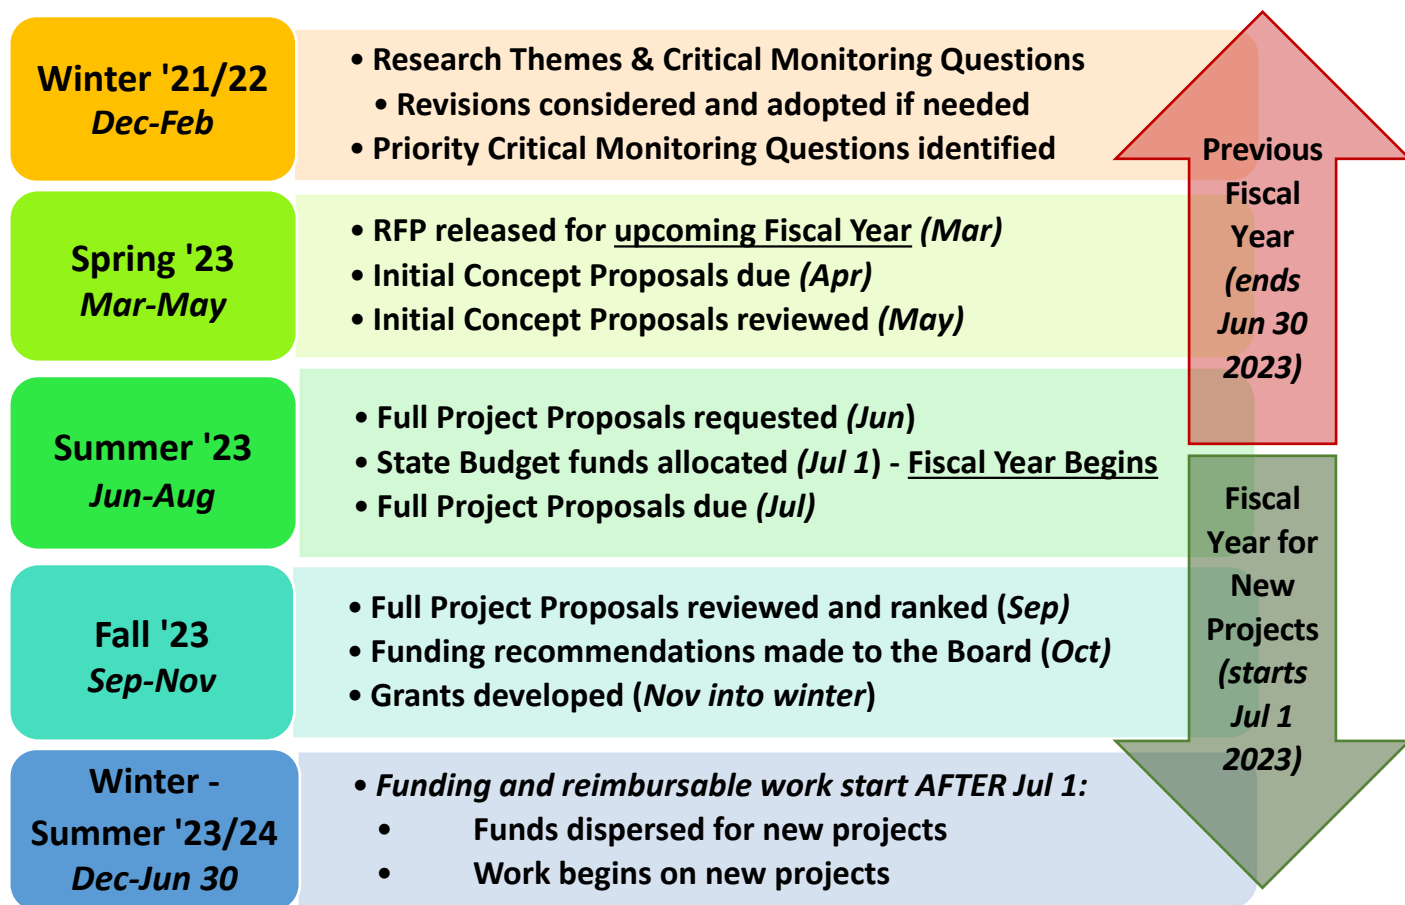 Winter '21/22
Dec-Feb
• Research Themes & Critical Monitoring Questions
• Revisions considered and adopted if needed
• Priority Critical Monitoring Questions identified
Spring '23
Mar-May
• RFP released for upcoming Fiscal Year (Mar)
• Initial Concept Proposals due (Apr)
• Initial Concept Proposals reviewed (May)
Previous
Fiscal
Year
(ends
Jun 30
2023)
Summer '23
Jun-Aug
• Full Project Proposals requested (Jun)
• State Budget funds allocated (Jul 1) - Fiscal Year Begins
• Full Project Proposals due (Jul)
Fall '23
Sep-Nov
• Full Project Proposals reviewed and ranked (Sep)
• Funding recommendations made to the Board (Oct)
• Grants developed (Nov into winter)
Fiscal
Year for
New
Projects
(starts
Jul 1
2023)
Winter -
Summer '23/24
Dec-Jun 30
• Funding and reimbursable work start AFTER Jul 1:
• Funds dispersed for new projects
• Work begins on new projects